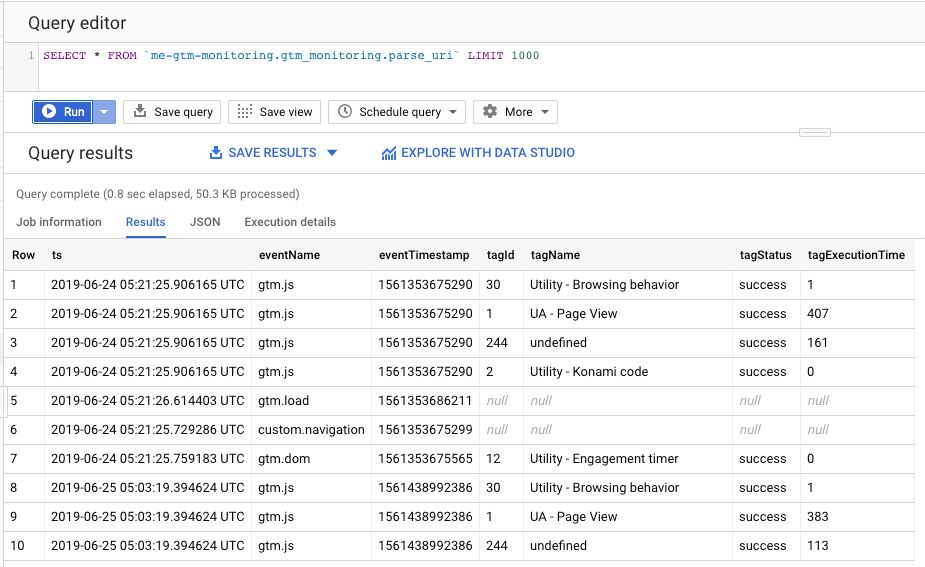 Query editor
1 SELECT * FROM `me-gtm-monitoring.gtm_monitoring.parse_uri` LIMIT 1000
Run Save query Save view Schedule query More
Query results SAVE RESULTS EXPLORE WITH DATA STUDIO
Query complete (0.8 sec elapsed, 50.3 KB processed)
Job information Results JSON Execution details
Row ts eventName eventTimestamp tagId tagName tagStatus tagExecutionTime
1 2019-06-24 05:21:25.906165 UTC gtm.js 1561353675290 30 Utility - Browsing behavior success 1
2 2019-06-24 05:21:25.906165 UTC gtm.js 1561353675290 1 UA - Page View success 407
3 2019-06-24 05:21:25.906165 UTC gtm.js 1561353675290 244 undefined success 161
4 2019-06-24 05:21:25.906165 UTC gtm.js 1561353675290 2 Utility - Konami code success 0
5 2019-06-24 05:21:26.614403 UTC gtm.load 1561353686211 null null null null
6 2019-06-24 05:21:25.729286 UTC custom.navigation 1561353675299 null null null null
7 2019-06-24 05:21:25.759183 UTC gtm.dom 1561353675565 12 Utility - Engagement timer success 0
8 2019-06-25 05:03:19.394624 UTC gtm.js 1561438992386 30 Utility - Browsing behavior success 1
9 2019-06-25 05:03:19.394624 UTC gtm.js 1561438992386 1 UA - Page View success 383
10 2019-06-25 05:03:19.394624 UTC gtm.js 1561438992386 244 undefined success 113